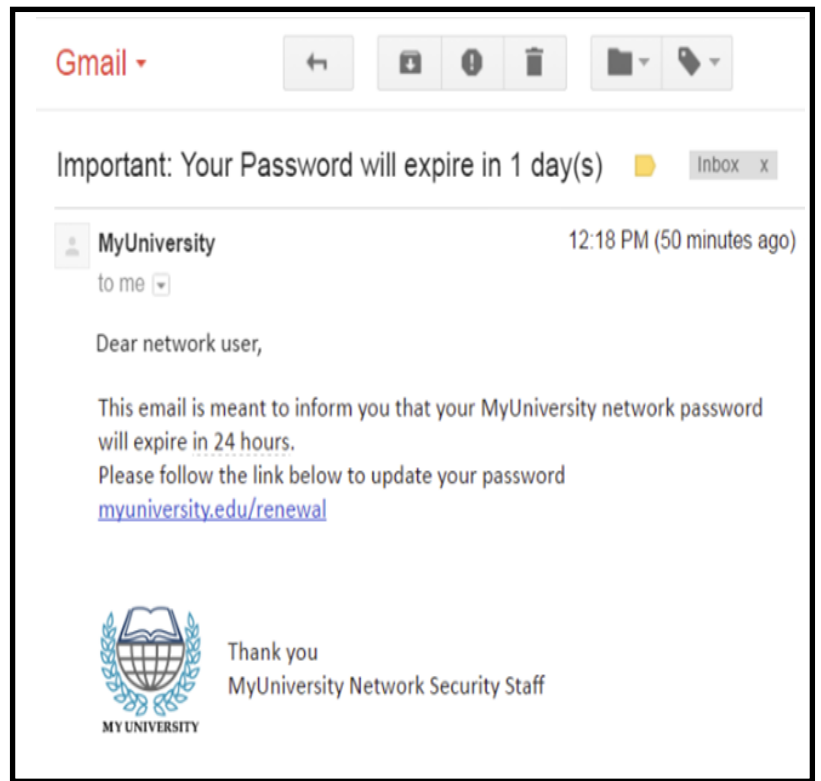 Gmail
Important: Your Password will expire in 1 day(s) Inbox x
MyUniversity 12:18 PM (50 minutes ago)
to me
Dear network user,
This email is meant to inform you that your MyUniversity network password
will expire in 24 hours.
Please follow the link below to update your password
myuniversity.edu/renewal
Thank you
MyUniversity Network Security Staff
MY UNIVERSITY